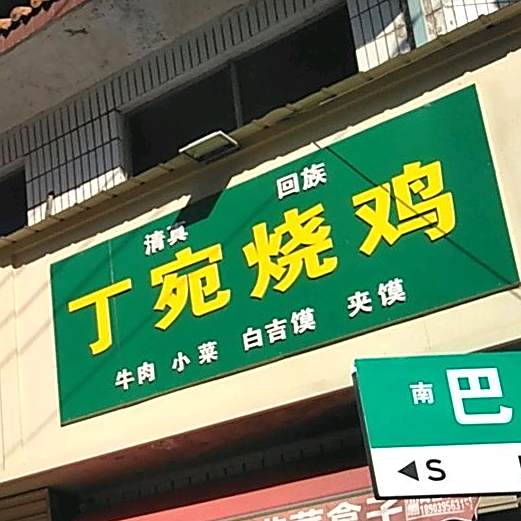 清真 回族
丁宛烧鸡
牛肉 小菜 白吉馍 夹馍
南 巴
◀S